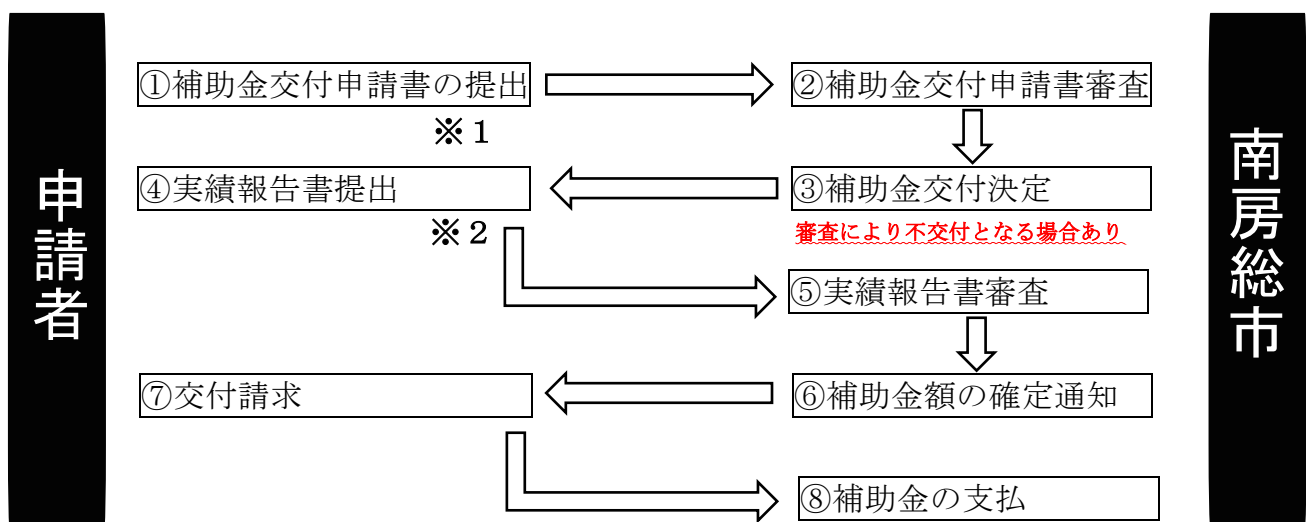 申請者
①補助金交付申請書の提出
※1
②補助金交付申請書審査
③補助金交付決定
審査により不交付となる場合あり
④実績報告書提出
※2
⑤実績報告書審査
⑥補助金額の確定通知
⑦交付請求
⑧補助金の支払
南房総市